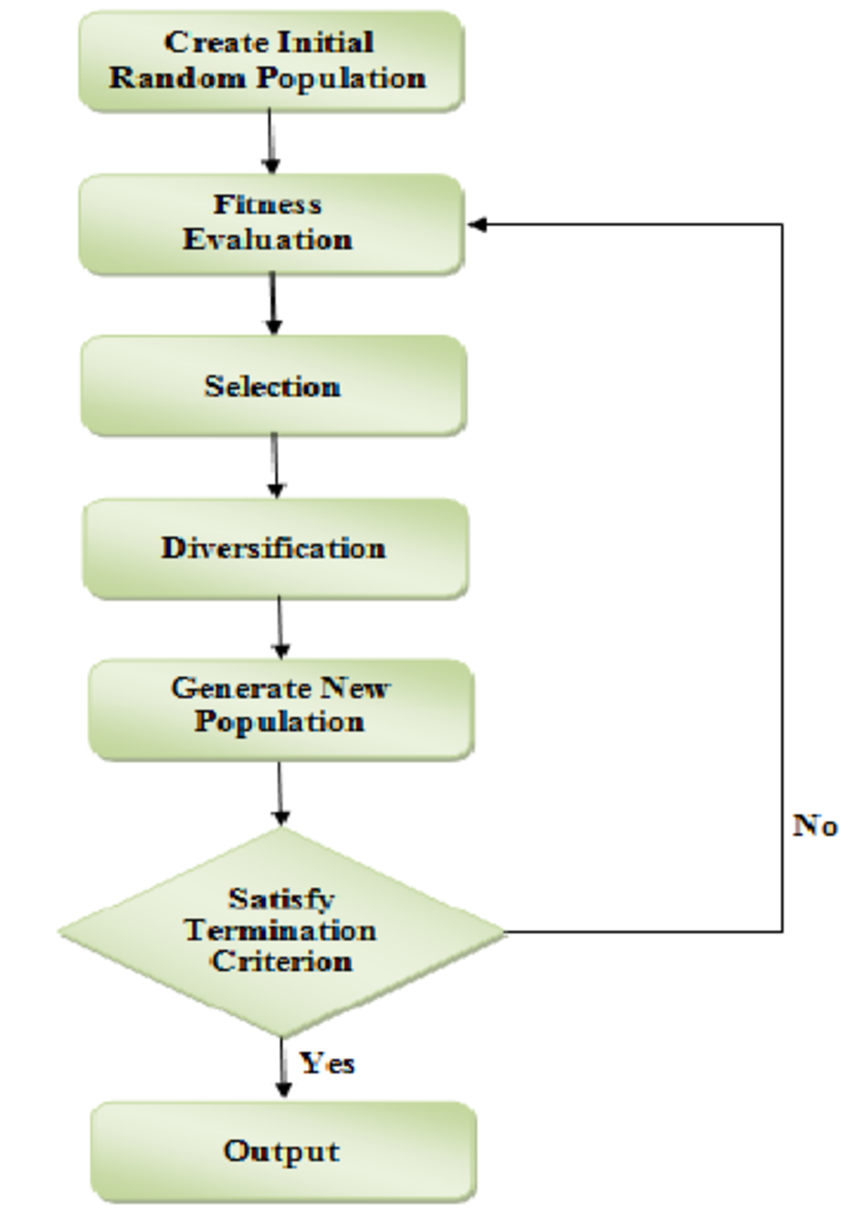 Create Initial
Random Population
Fitness
Evaluation
Selection
Diversification
Generate New
Population
No
Satisfy
Termination
Criterion
Yes
Output